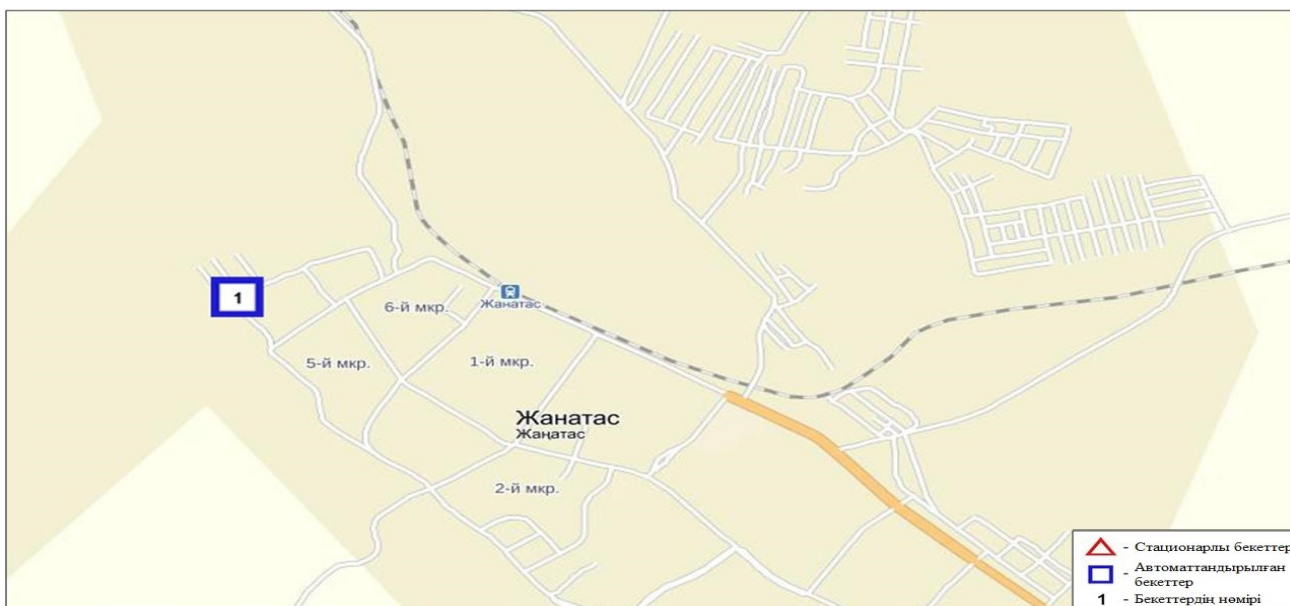 1
6-й мкр.
Жанатас
5-й мкр.
1-й мкр.
Жанатас
Жаңатас
2-й мкр.
- Стационарлы бекеттер
- Автоматтандырылған
бекеттер
1 - Бекеттердің нөмірі